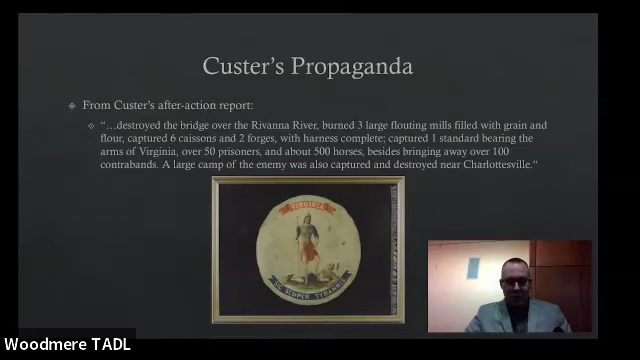 Custer's Propaganda
From Custer's after-action report:
"…destroyed the bridge over the Rivanna River, burned 3 large flouting mills filled with grain and
flour, captured 6 caissons and 2 forges, with harness complete; captured 1 standard bearing the
arms of Virginia, over 50 prisoners, and about 500 horses, besides bringing away over 100
contrabands. A large camp of the enemy was also captured and destroyed near Charlottesville."
VIRGINIA
SIC SEMPER TYRANNIS
Woodmere TADL